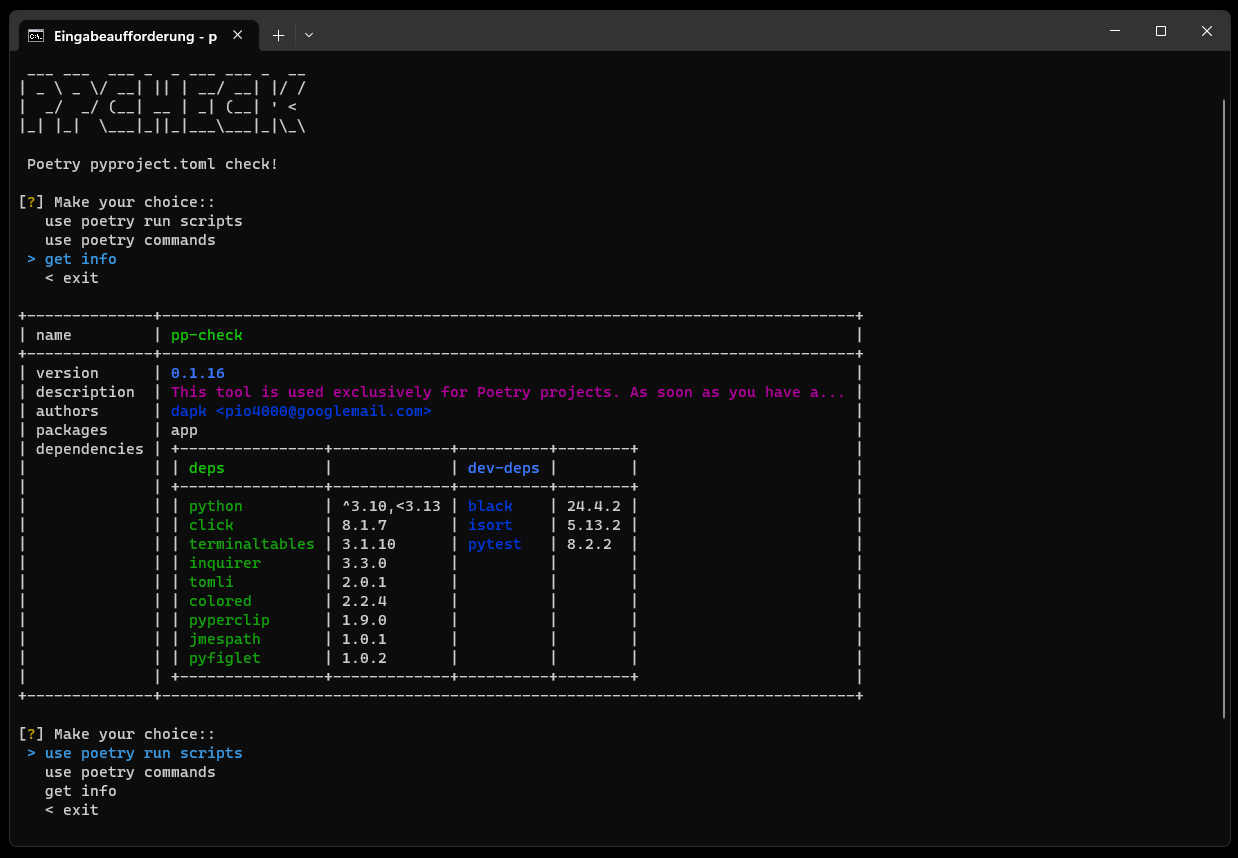 Eingabeaufforderung - p
 ___ ___  ___ _  _ ___ ___ _  __
| _ \ _ \/ __| || | __/ __| |/ /
|  _/  _/ (__| __ | _| (__| ' <
|_| |_|  \___|_||_|___\___|_|\_\
Poetry pyproject.toml check!
[?] Make your choice::
use poetry run scripts
use poetry commands
> get info
< exit
+--------------+-----------------------------------------------------------------------------+
| name         | pp-check                                                                    |
+--------------+-----------------------------------------------------------------------------+
| version      | 0.1.16                                                                      |
| description  | This tool is used exclusively for Poetry projects. As soon as you have a... |
| authors      | dapk <pio4000@googlemail.com>                                               |
| packages     | app                                                                         |
| dependencies | +----------------+-------------+----------+--------+                        |
|              | | deps           |             | dev-deps |        |                        |
|              | +----------------+-------------+----------+--------+                        |
|              | | python         | ^3.10,<3.13 | black    | 24.4.2 |                        |
|              | | click          | 8.1.7       | isort    | 5.13.2 |                        |
|              | | terminaltables | 3.1.10      | pytest   | 8.2.2  |                        |
|              | | inquirer       | 3.3.0       |          |        |                        |
|              | | tomli          | 2.0.1       |          |        |                        |
|              | | colored        | 2.2.4       |          |        |                        |
|              | | pyperclip      | 1.9.0       |          |        |                        |
|              | | jmespath       | 1.0.1       |          |        |                        |
|              | | pyfiglet       | 1.0.2       |          |        |                        |
|              | +----------------+-------------+----------+--------+                        |
+--------------+-----------------------------------------------------------------------------+
[?] Make your choice::
> use poetry run scripts
use poetry commands
get info
< exit